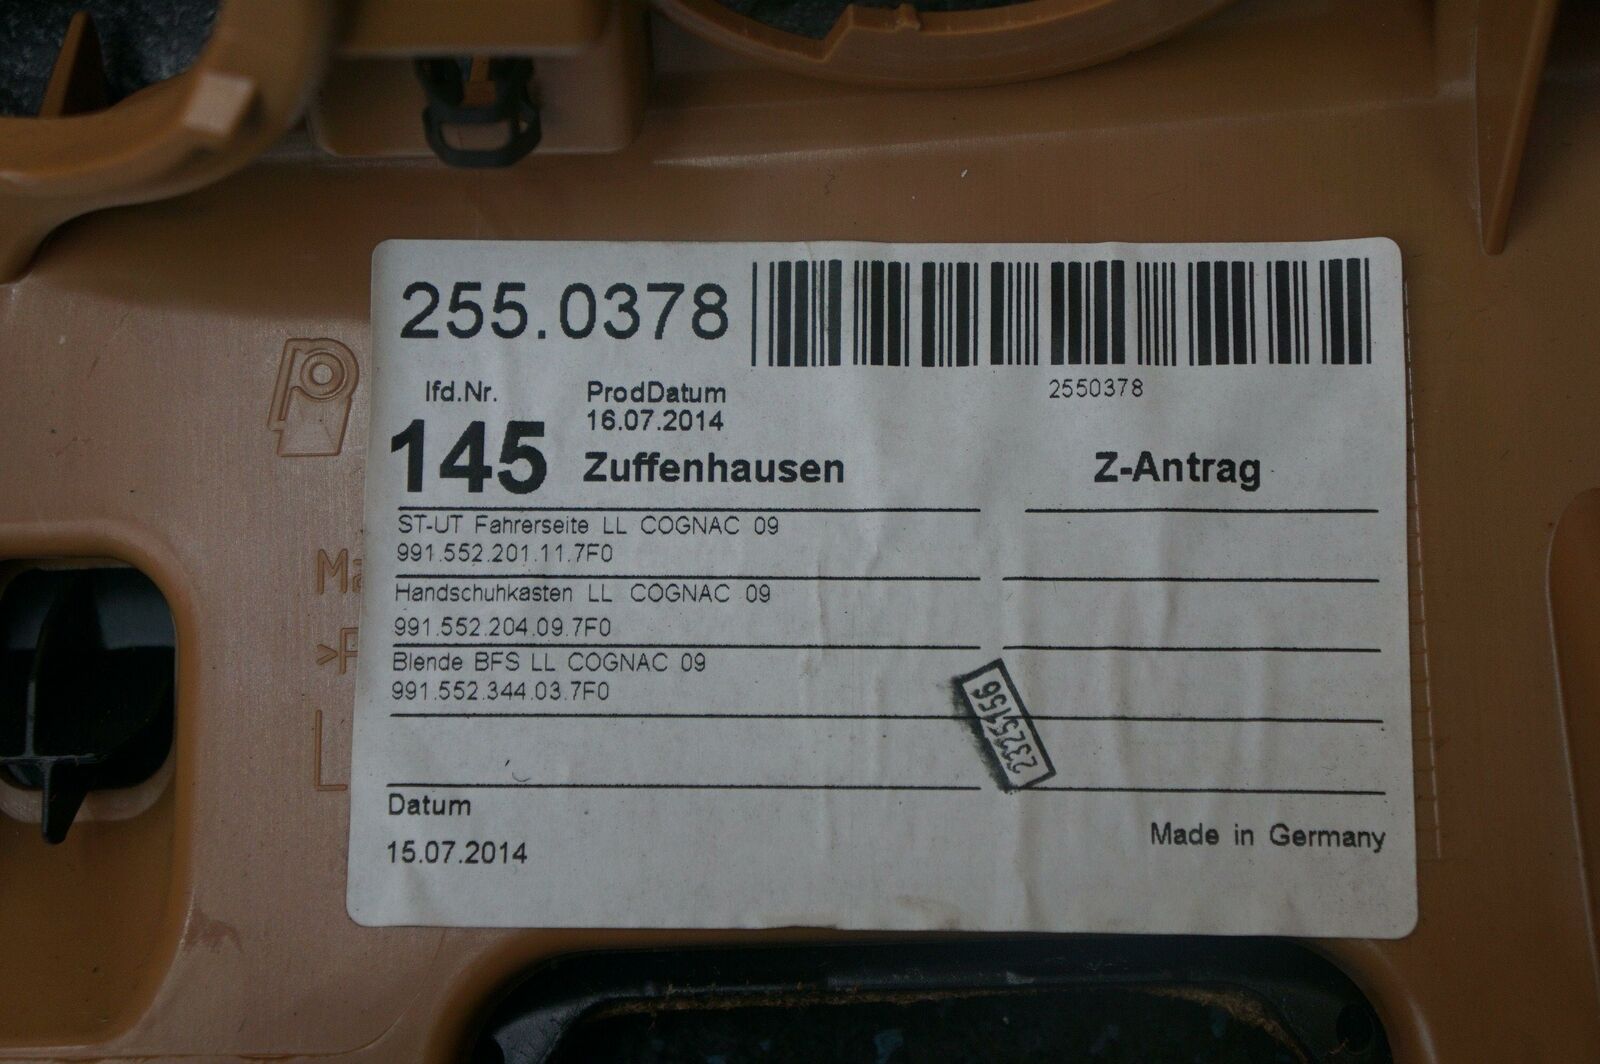 255.0378
2550378
lfd.Nr. ProdDatum
16.07.2014
145 Zuffenhausen Z-Antrag
ST-UT Fahrerseite LL COGNAC 09
991.552.201.11.7F0
Handschuhkasten LL COGNAC 09
991.552.204.09.7F0
Blende BFS LL COGNAC 09
991.552.344.03.7F0
Datum
15.07.2014
Made in Germany